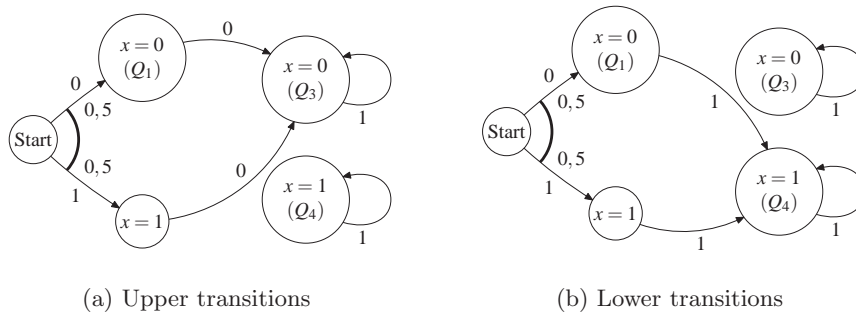 x = 0
(Q1)
0
x = 0
(Q3)
1
0
0,5
Start
0,5
1
0
x = 1
x = 1
(Q4)
1
(a) Upper transitions
x = 0
(Q1)
x = 0
(Q3)
1
0
0,5
1
Start
0,5
1
x = 1
x = 1
(Q4)
1
1
(b) Lower transitions